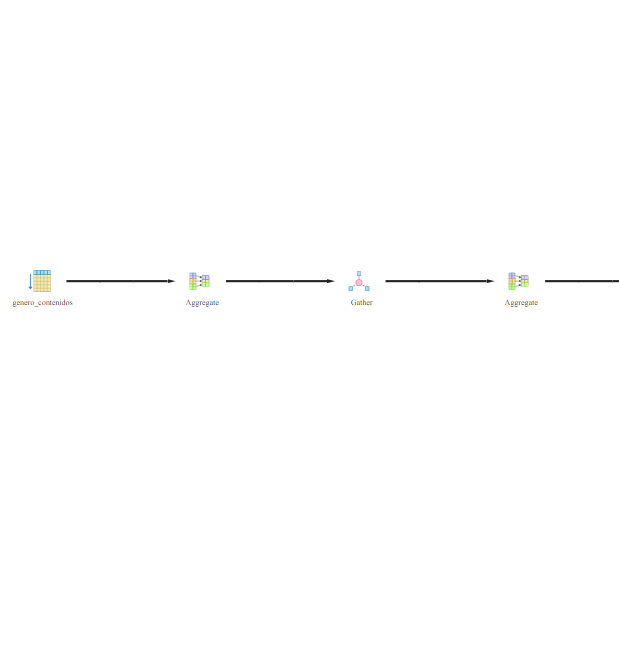 genero_contenidos
Aggregate
Gather
Aggregate